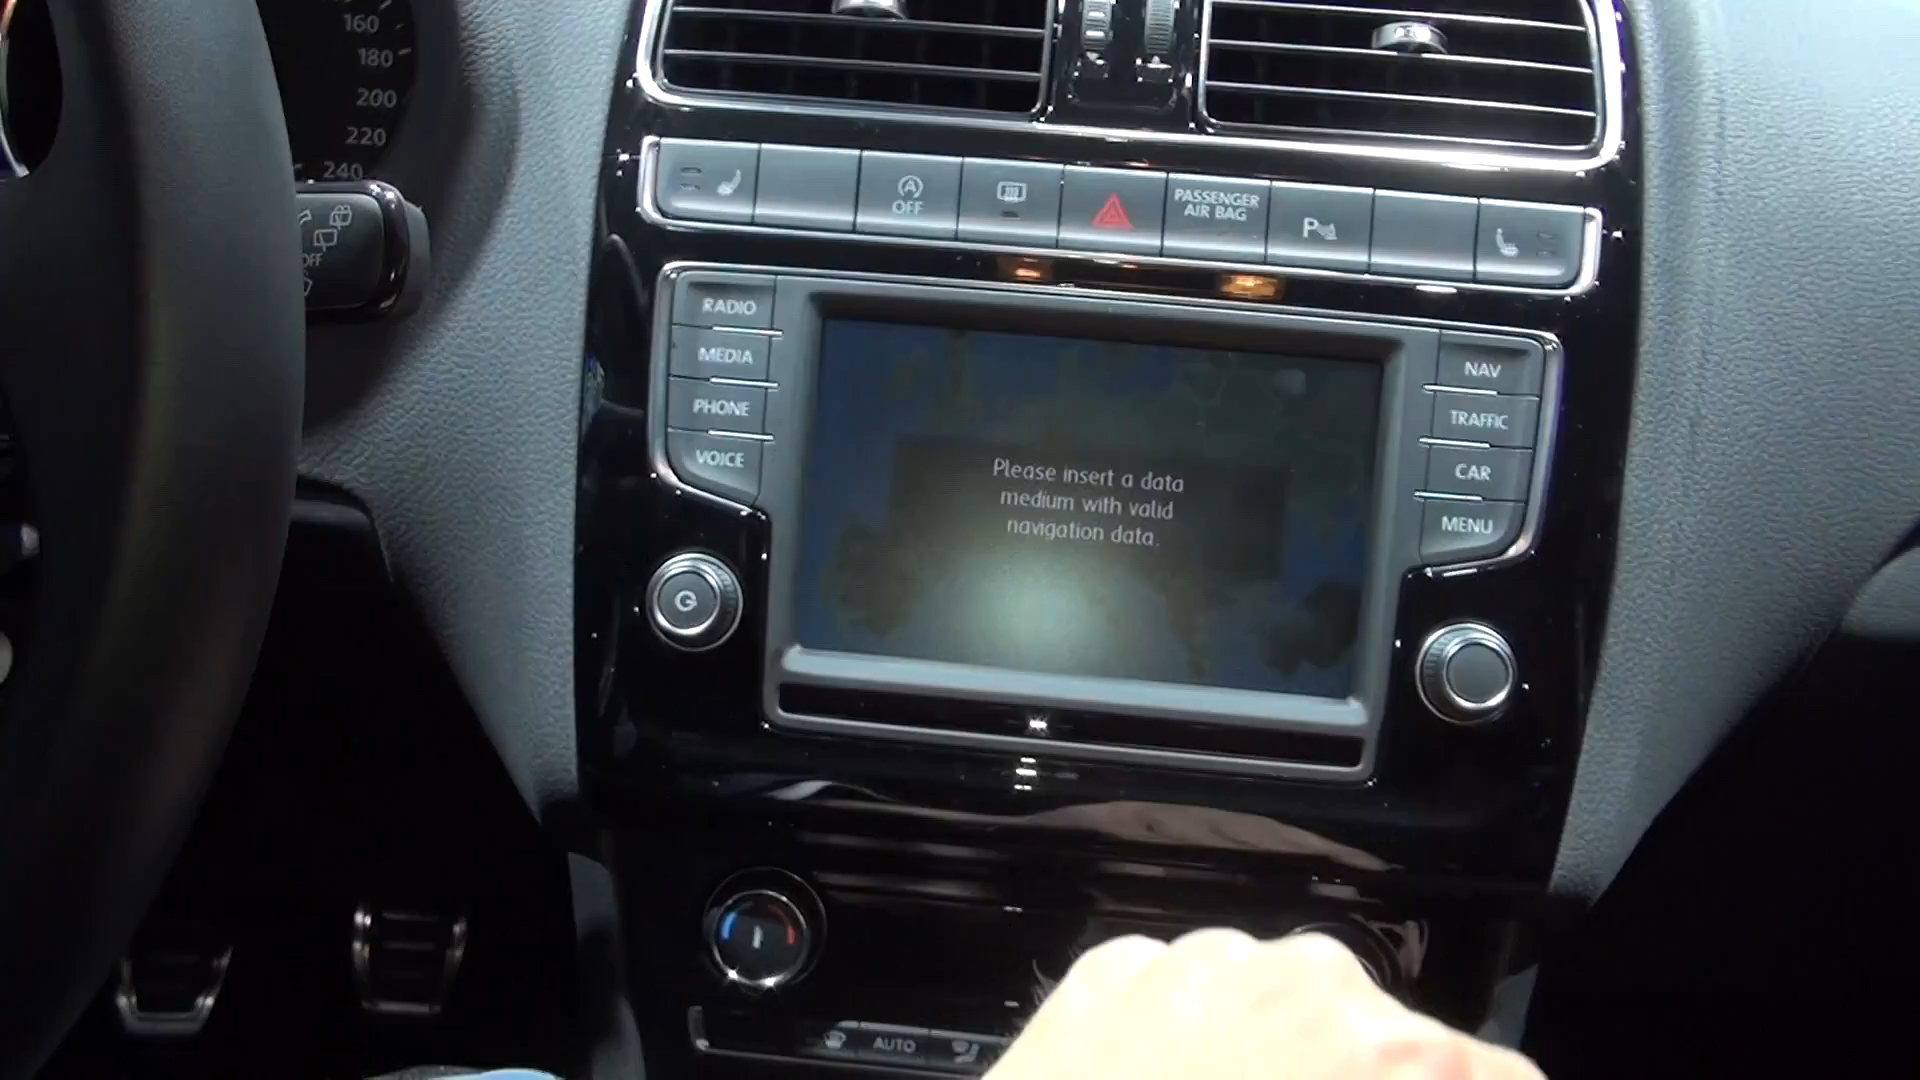 160
180
200
220
240
OFF
OFF
PASSENGER
AIR BAG
P
RADIO
MEDIA
PHONE
VOICE
Please insert a data
medium with valid
navigation data.
NAV
TRAFFIC
CAR
MENU
AUTO